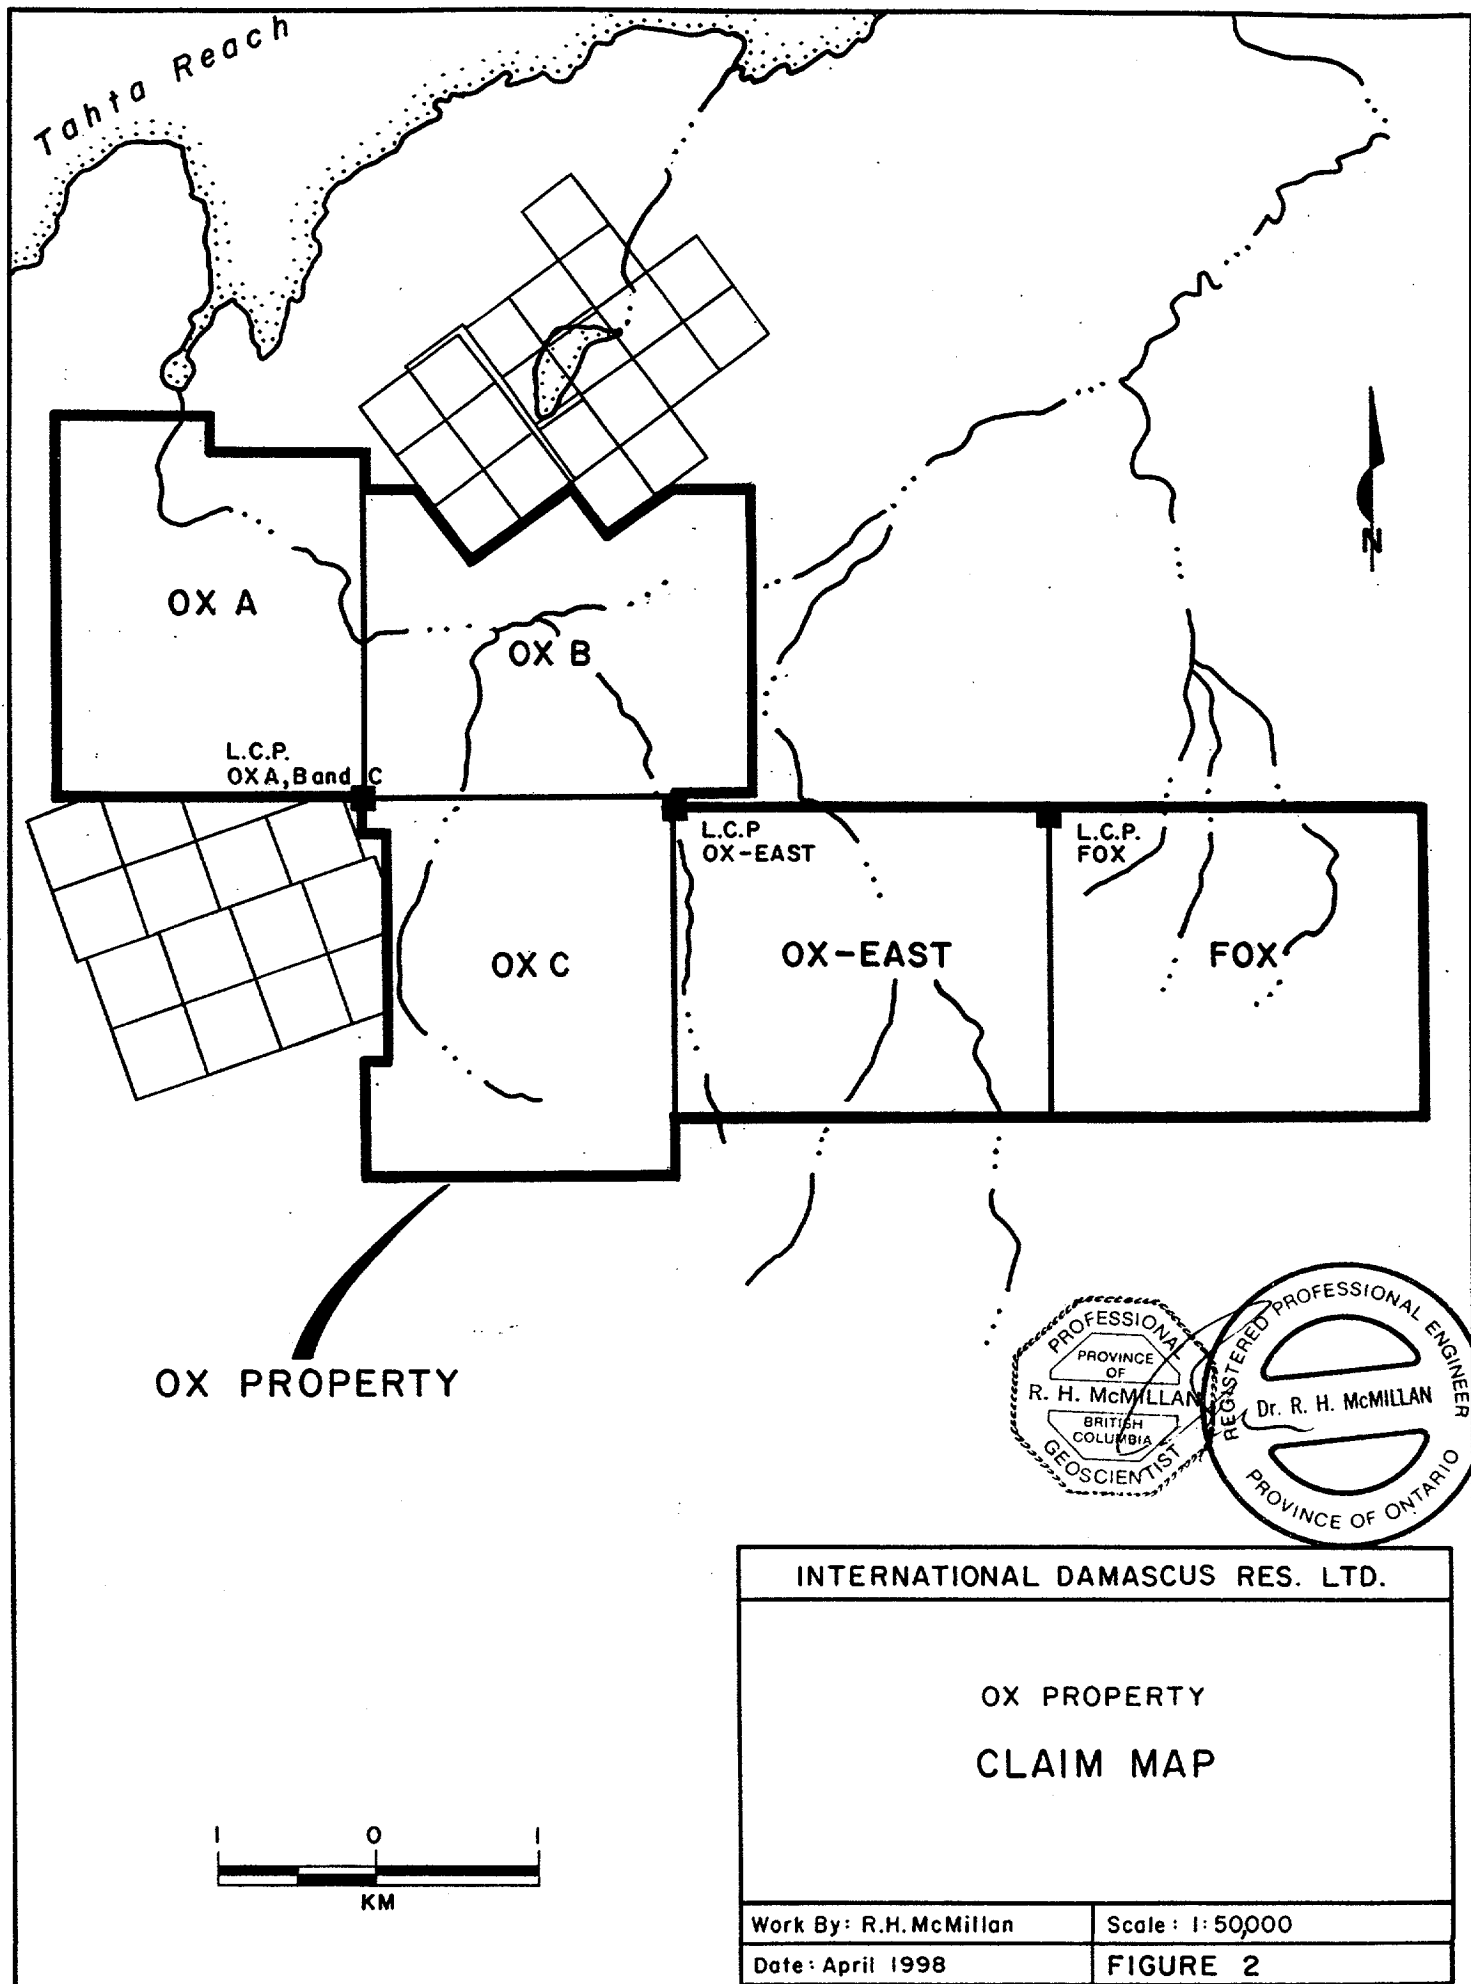 Tahta Reach
OX A
OX B
L.C.P.
OX A, B and C
L.C.P
OX-EAST
L.C.P.
FOX
OX C
OX-EAST
FOX
N
OX PROPERTY
PROFESSIONAL
PROVINCE
OF
R. H. McMILLAN
BRITISH
COLUMBIA
GEOSCIENTIST
REGISTERED PROFESSIONAL ENGINEER
Dr. R. H. McMILLAN
PROVINCE OF ONTARIO
INTERNATIONAL DAMASCUS RES. LTD.
OX PROPERTY
CLAIM MAP
1 0 1
KM
Work By: R.H. McMillan
Scale: 1:50,000
Date: April 1998
FIGURE 2